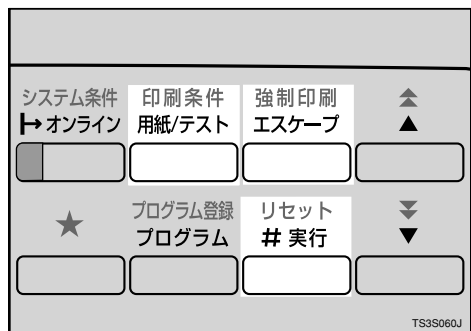 システム条件 印刷条件 強制印刷
オンライン 用紙/テスト エスケープ
プログラム登録 リセット
★ プログラム # 実行
TS3S060J